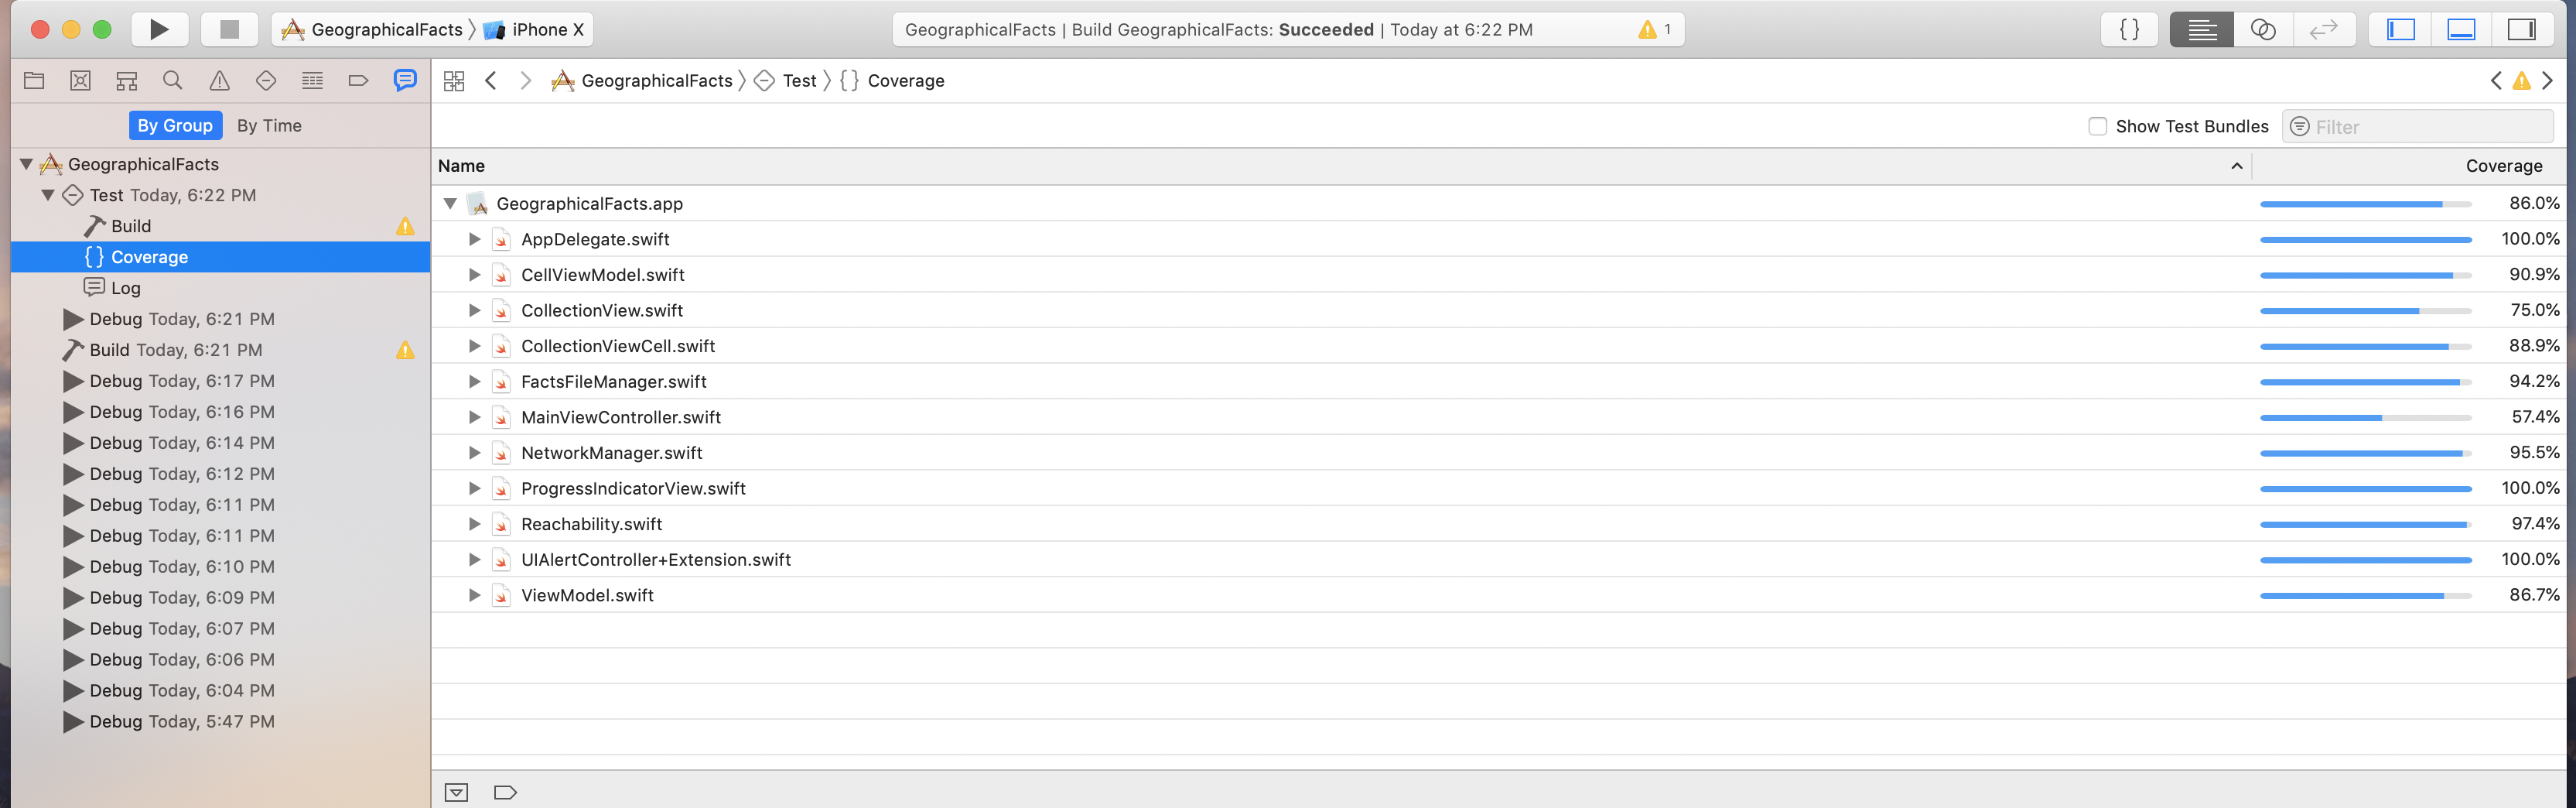 GeographicalFacts 〉 iPhone X
GeographicalFacts | Build GeographicalFacts: Succeeded | Today at 6:22 PM
1
GeographicalFacts 〉 Test 〉 {} Coverage
By Group By Time
Show Test Bundles
Filter
GeographicalFacts
Test Today, 6:22 PM
Build
{} Coverage
Log
Debug Today, 6:21 PM
Build Today, 6:21 PM
Debug Today, 6:17 PM
Debug Today, 6:16 PM
Debug Today, 6:14 PM
Debug Today, 6:12 PM
Debug Today, 6:11 PM
Debug Today, 6:11 PM
Debug Today, 6:10 PM
Debug Today, 6:09 PM
Debug Today, 6:07 PM
Debug Today, 6:06 PM
Debug Today, 6:04 PM
Debug Today, 5:47 PM
Name Coverage
GeographicalFacts.app 86.0%
AppDelegate.swift 100.0%
CellViewModel.swift 90.9%
CollectionView.swift 75.0%
CollectionViewCell.swift 88.9%
FactsFileManager.swift 94.2%
MainViewController.swift 57.4%
NetworkManager.swift 95.5%
ProgressIndicatorView.swift 100.0%
Reachability.swift 97.4%
UIAlertController+Extension.swift 100.0%
ViewModel.swift 86.7%